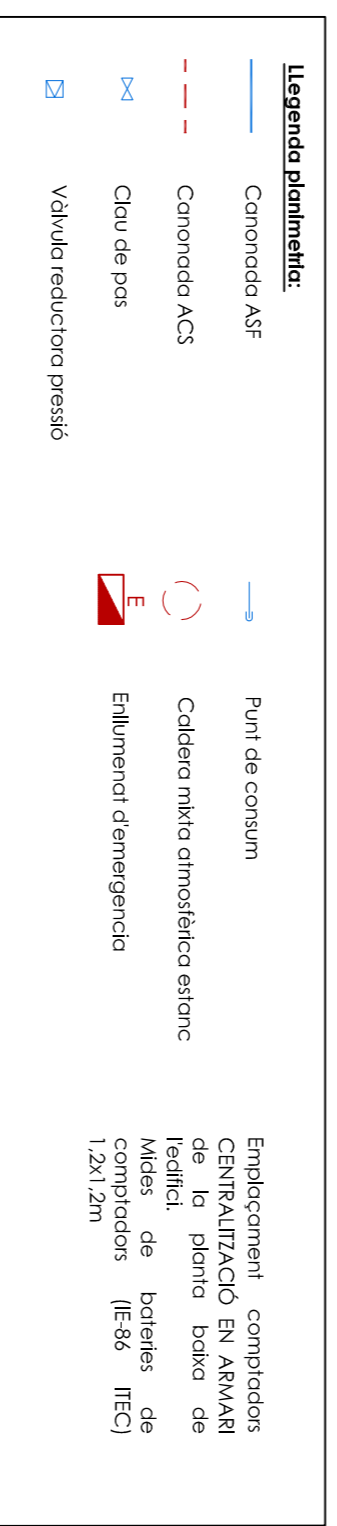 LLegenda planimetria:
Canonada ASF
Canonada ACS
Clau de pas
Vàlvula reductora pressió
Punt de consum
Caldera mixta atmosfèrica estanc
E
Enllumenat d'emergencia
Emplaçament comptadors
CENTRALITZACIÓ EN ARMARI
de la planta baixa de
l'edifici.
Mides de bateries de
comptadors (IE-86 ITEC)
1,2x1,2m